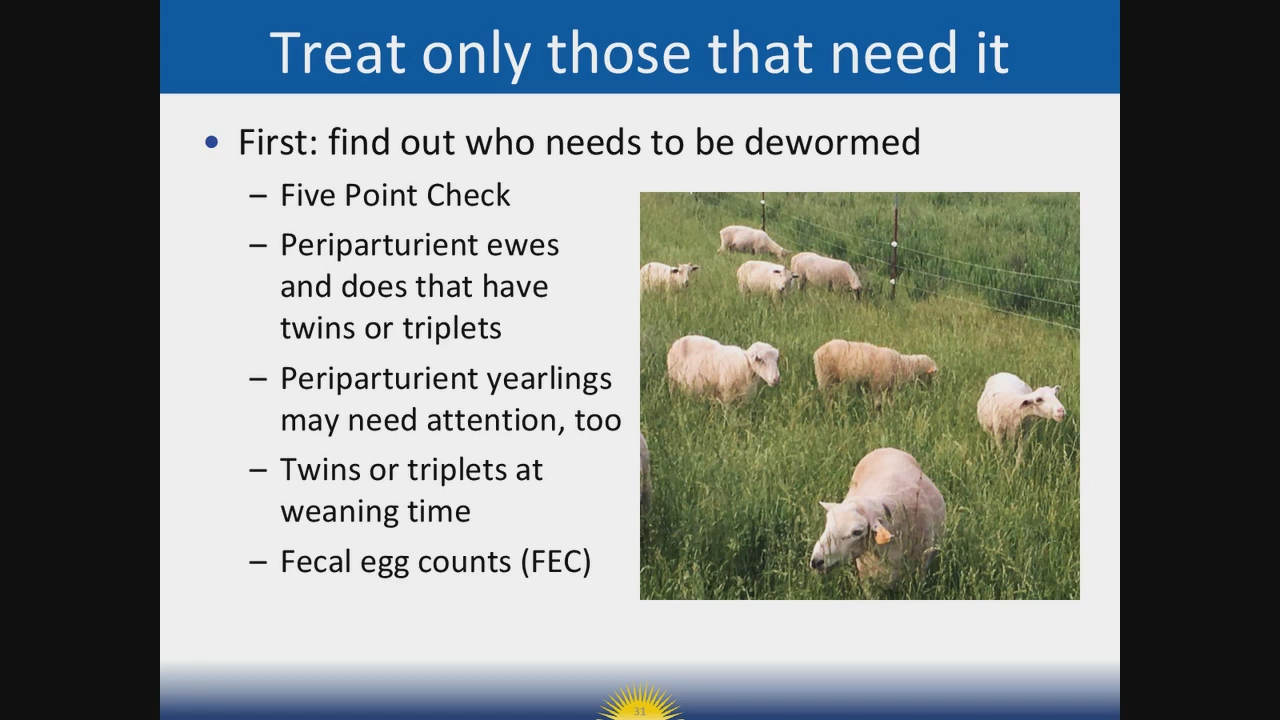 Treat only those that need it
• First: find out who needs to be dewormed
– Five Point Check
– Periparturient ewes
and does that have
twins or triplets
– Periparturient yearlings
may need attention, too
– Twins or triplets at
weaning time
– Fecal egg counts (FEC)
31